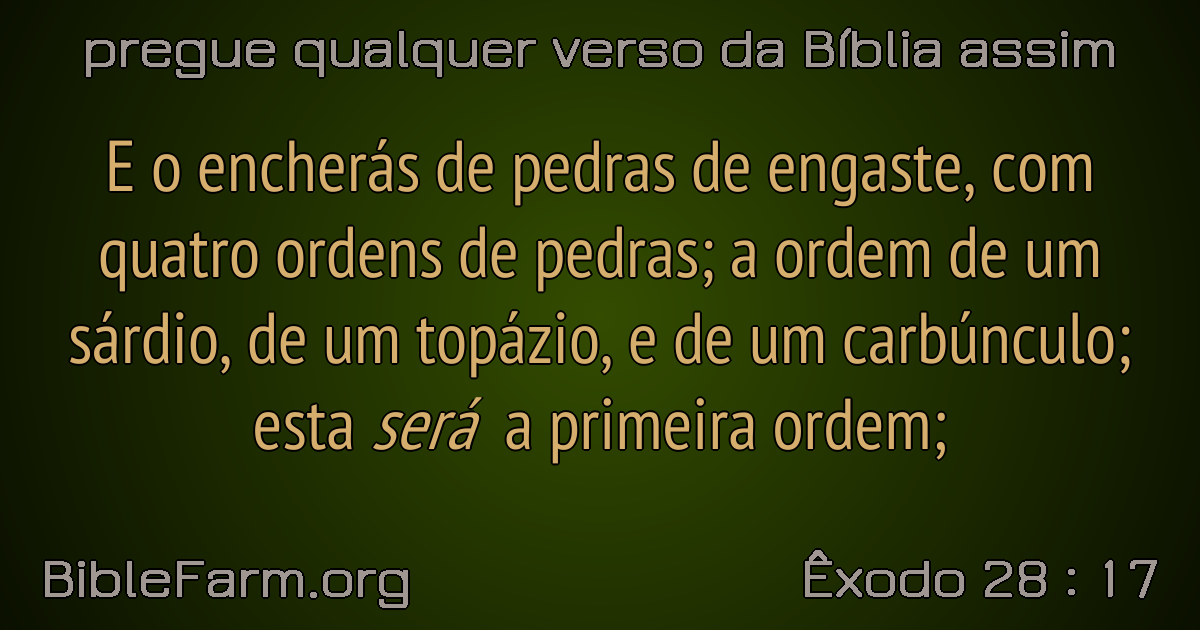 pregue qualquer verso da Bíblia assim
E o encherás de pedras de engaste, com
quatro ordens de pedras; a ordem de um
sárdio, de um topázio, e de um carbúnculo;
esta será a primeira ordem;
BibleFarm.org
Êxodo 28 : 17